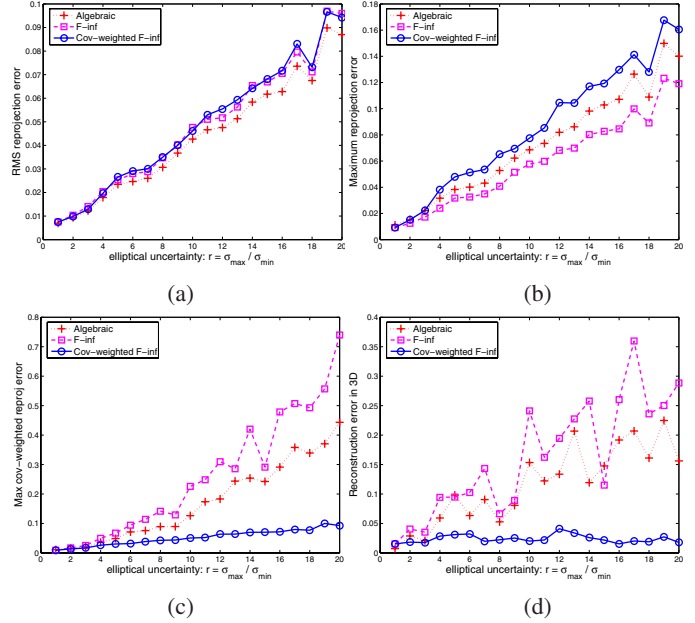 0.1
0.09
0.08
0.07
0.06
0.05
0.04
0.03
0.02
0.01
0
0 2 4 6 8 10 12 14 16 18 20
RMS reprojection error
elliptical uncertainty: r = σmax / σmin
Algebraic
F−inf
Cov−weighted F−inf
(a)
0.18
0.16
0.14
0.12
0.1
0.08
0.06
0.04
0.02
0
0 2 4 6 8 10 12 14 16 18 20
Maximum reprojection error
elliptical uncertainty: r = σmax / σmin
Algebraic
F−inf
Cov−weighted F−inf
(b)
0.8
0.7
0.6
0.5
0.4
0.3
0.2
0.1
0
0 2 4 6 8 10 12 14 16 18 20
Max cov−weighted reproj error
elliptical uncertainty: r = σmax / σmin
Algebraic
F−inf
Cov−weighted F−inf
(c)
0.4
0.35
0.3
0.25
0.2
0.15
0.1
0.05
0
0 2 4 6 8 10 12 14 16 18 20
Reconstruction error in 3D
elliptical uncertainty: r = σmax / σmin
Algebraic
F−inf
Cov−weighted F−inf
(d)